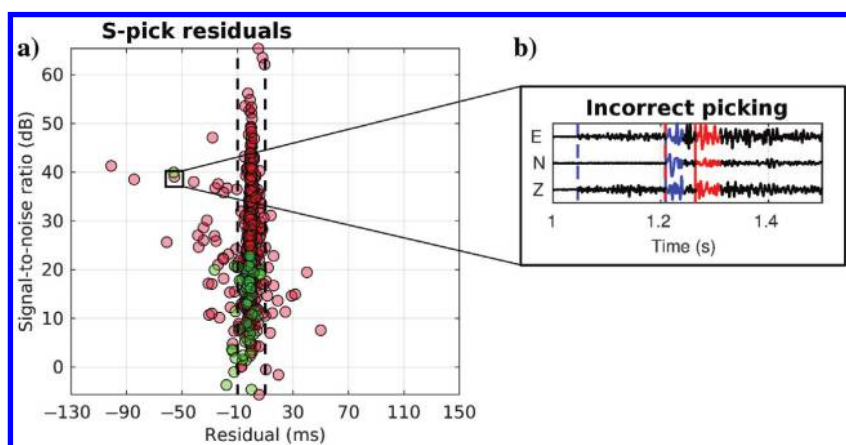 S-pick residuals
a)
Signal-to-noise ratio (dB)
60
50
40
30
20
10
0
−130
−90
−50
−10
30
70
110
150
Residual (ms)
b)
Incorrect picking
E
N
Z
1
1.2
1.4
Time (s)